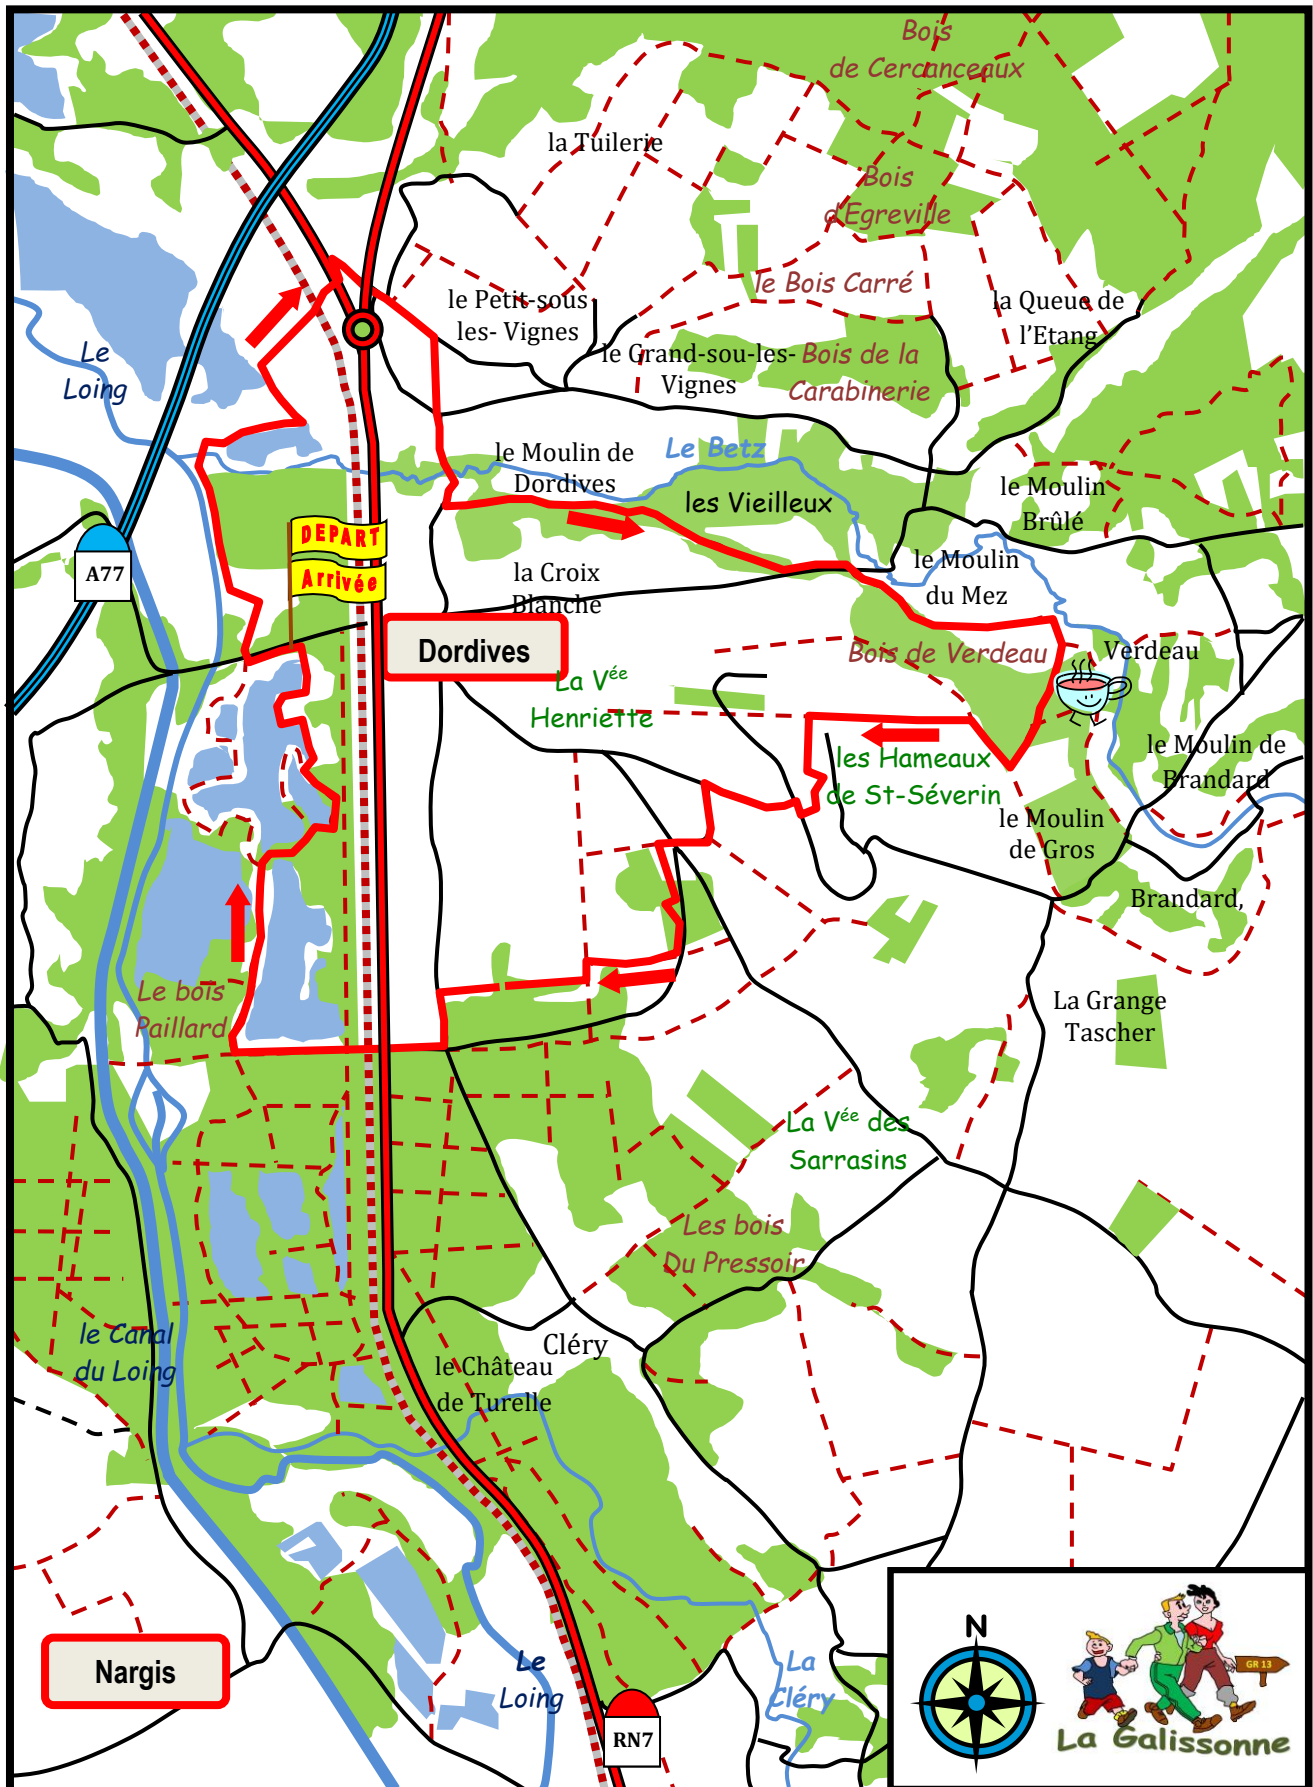 Bois
de Cercanceaux
la Tuilerie
Bois
d'Egreville
le Bois Carré
la Queue de
l'Etang
le Petit-sous
les- Vignes
le Grand-sou-les-
Vignes
Bois de la
Carabinerie
Le
Loing
le Moulin de
Dordives
Le Betz
les Vieilleux
le Moulin
Brûlé
DEPART
Arrivée
A77
la Croix
Blanche
le Moulin
du Mez
Dordives
Bois de Verdeau
Verdeau
La Vée
Henriette
les Hameaux
de St-Séverin
le Moulin de
Brandard
le Moulin
de Gros
Brandard,
Le bois
Paillard
La Grange
Tascher
La Vée des
Sarrasins
Les bois
Du Pressoir
le Canal
du Loing
Cléry
le Château
de Turelle
Nargis
Le
Loing
La
Cléry
RN7
N
GR 13
La Galissonne